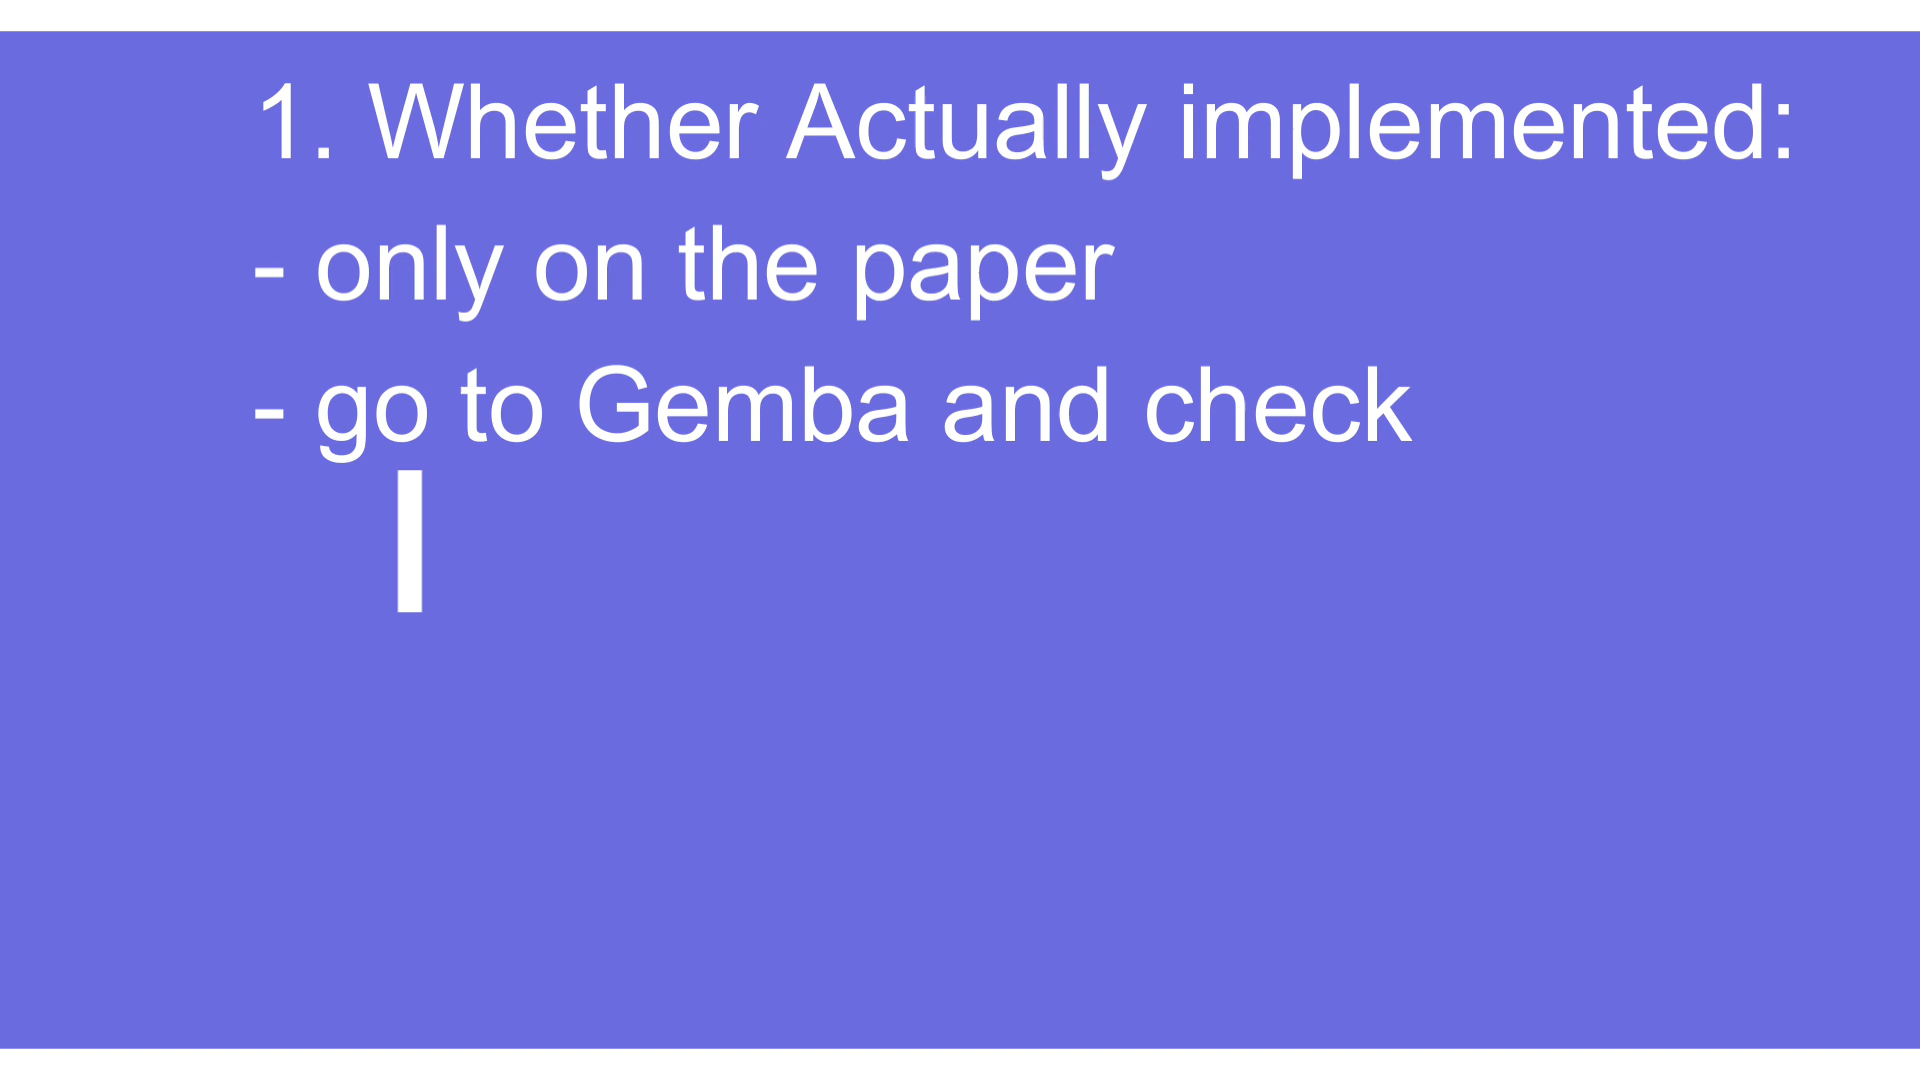 1. Whether Actually implemented:
- only on the paper
- go to Gemba and check